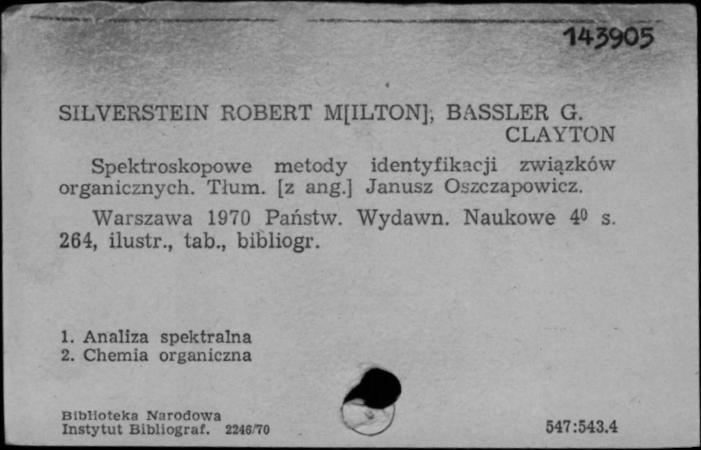 143905
SILVERSTEIN ROBERT M[ILTON], BASSLER G.
CLAYTON
Spektroskopowe metody identyfikacji związków
organicznych. Tłum. [z ang.] Janusz Oszczapowicz.
Warszawa 1970 Państw. Wydawn. Naukowe 4⁰ s.
264, ilustr., tab., bibliogr.
1. Analiza spektralna
2. Chemia organiczna
Biblioteka Narodowa
Instytut Bibliograf. 2246/70
547:543.4